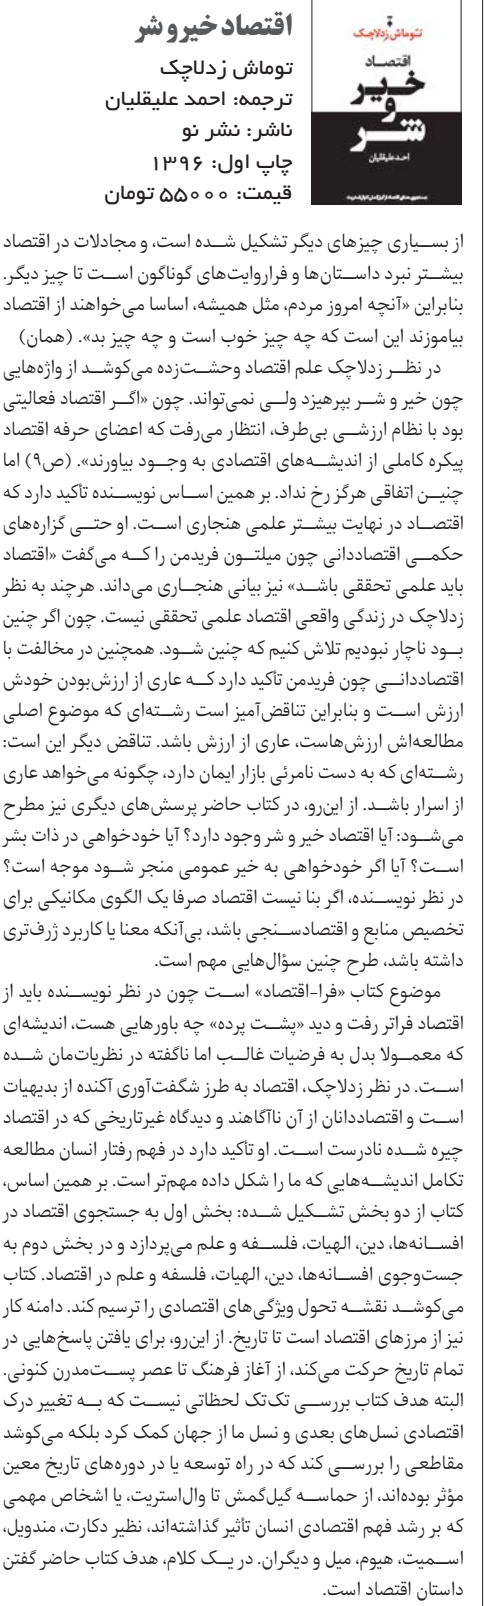 اقتصاد خیر و شر
توماش زدلاچک
ترجمه: احمد علیقلیان
ناشر: نشر نو
چاپ اول: ۱۳۹۶
قیمت: ۵۵۰۰۰ تومان
توماش زدلاچک
اقتصاد
خیر
و
شر
احمد علیقلیان
از بسیاری چیزهای دیگر تشکیل شده است، و مجادلات در اقتصاد
بیشتر نبرد داستان‌ها و فراروایت‌های گوناگون است تا چیز دیگر.
بنابراین «آنچه امروز مردم، مثل همیشه، اساسا می‌خواهند از اقتصاد
بیاموزند این است که چه چیز خوب است و چه چیز بد». (همان)
در نظر زدلاچک علم اقتصاد وحشت‌زده می‌کوشد از واژه‌هایی
چون خیر و شر بپرهیزد ولی نمی‌تواند. چون «اگر اقتصاد فعالیتی
بود با نظام ارزشی بی‌طرف، انتظار می‌رفت که اعضای حرفه اقتصاد
پیکره کاملی از اندیشه‌های اقتصادی به وجود بیاورند». (ص۹) اما
چنین اتفاقی هرگز رخ نداد. بر همین اساس نویسنده تأکید دارد که
اقتصاد در نهایت بیشتر علمی هنجاری است. او حتی گزاره‌های
حکمی اقتصاددانی چون میلتون فریدمن را که می‌گفت «اقتصاد
باید علمی تحققی باشد» نیز بیانی هنجاری می‌داند. هرچند به نظر
زدلاچک در زندگی واقعی اقتصاد علمی تحققی نیست. چون اگر چنین
بود ناچار نبودیم تلاش کنیم که چنین شود. همچنین در مخالفت با
اقتصاددانی چون فریدمن تأکید دارد که عاری از ارزش‌بودن خودش
ارزش است و بنابراین تناقض‌آمیز است رشته‌ای که موضوع اصلی
مطالعه‌اش ارزش‌هاست، عاری از ارزش باشد. تناقض دیگر این است:
رشته‌ای که به دست نامرئی بازار ایمان دارد، چگونه می‌خواهد عاری
از اسرار باشد. از این‌رو، در کتاب حاضر پرسش‌های دیگری نیز مطرح
می‌شود: آیا اقتصاد خیر و شر وجود دارد؟ آیا خودخواهی در ذات بشر
است؟ آیا اگر خودخواهی به خیر عمومی منجر شود موجه است؟
در نظر نویسنده، اگر بنا نیست اقتصاد صرفا یک الگوی مکانیکی برای
تخصیص منابع و اقتصادسنجی باشد، بی‌آنکه معنا یا کاربرد ژرف‌تری
داشته باشد، طرح چنین سؤال‌هایی مهم است.
موضوع کتاب «فرا-اقتصاد» است چون در نظر نویسنده باید از
اقتصاد فراتر رفت و دید «پشت پرده» چه باورهایی هست، اندیشه‌ای
که معمولا بدل به فرضیات غالب اما ناگفته در نظریات‌مان شده
است. در نظر زدلاچک، اقتصاد به طرز شگفت‌آوری آکنده از بدیهیات
است و اقتصاددانان از آن ناآگاهند و دیدگاه غیرتاریخی که در اقتصاد
چیره شده نادرست است. او تأکید دارد در فهم رفتار انسان مطالعه
تکامل اندیشه‌هایی که ما را شکل داده مهم‌تر است. بر همین اساس،
کتاب از دو بخش تشکیل شده: بخش اول به جستجوی اقتصاد در
افسانه‌ها، دین، الهیات، فلسفه و علم می‌پردازد و در بخش دوم به
جست‌وجوی افسانه‌ها، دین، الهیات، فلسفه و علم در اقتصاد. کتاب
می‌کوشد نقشه تحول ویژگی‌های اقتصادی را ترسیم کند. دامنه کار
نیز از مرزهای اقتصاد است تا تاریخ. از این‌رو، برای یافتن پاسخ‌هایی در
تمام تاریخ حرکت می‌کند، از آغاز فرهنگ تا عصر پست‌مدرن کنونی.
البته هدف کتاب بررسی تک‌تک لحظاتی نیست که به تغییر درک
اقتصادی نسل‌های بعدی و نسل ما از جهان کمک کرد بلکه می‌کوشد
مقاطعی را بررسی کند که در راه توسعه یا در دوره‌های تاریخ معین
مؤثر بوده‌اند، از حماسه گیل‌گمش تا وال‌استریت، یا اشخاص مهمی
که بر رشد فهم اقتصادی انسان تأثیر گذاشته‌اند، نظیر دکارت، مندویل،
اسمیت، هیوم، میل و دیگران. در یک کلام، هدف کتاب حاضر گفتن
داستان اقتصاد است.